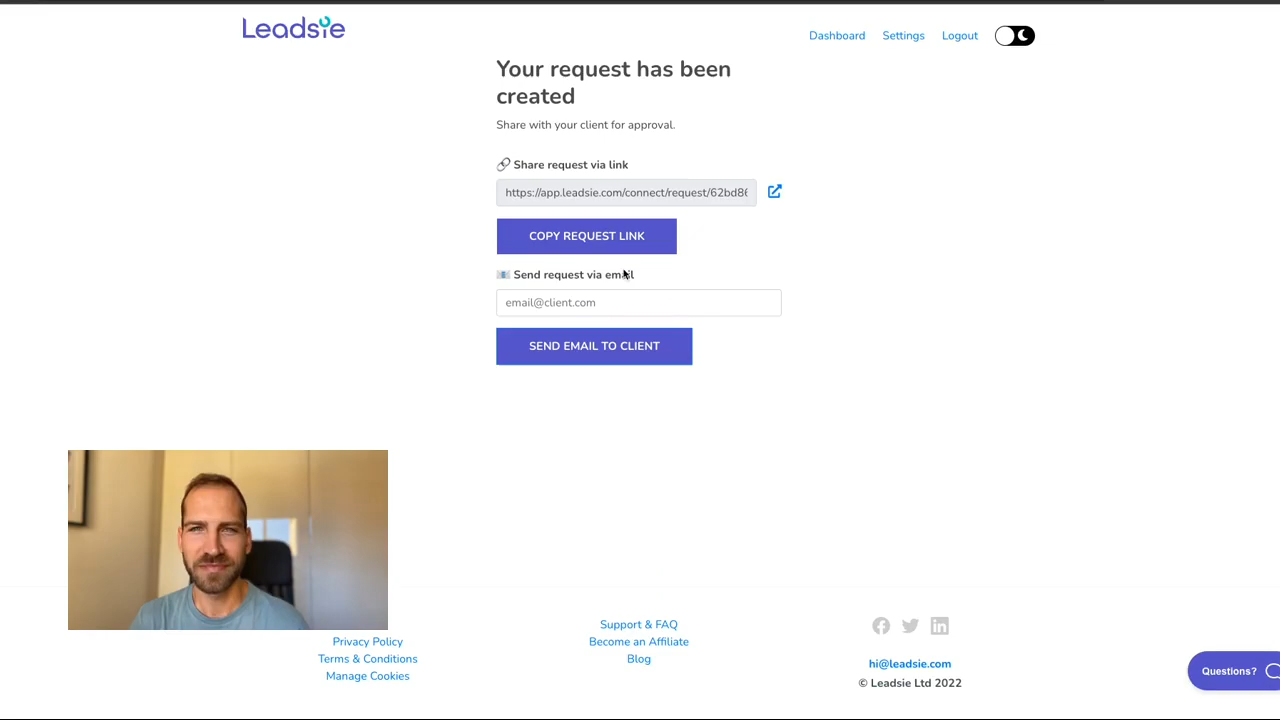 Leadsie
Dashboard
Settings
Logout
Your request has been
created
Share with your client for approval.
Share request via link
https://app.leadsie.com/connect/request/62bd86
COPY REQUEST LINK
Send request via email
email@client.com
SEND EMAIL TO CLIENT
Privacy Policy
Terms & Conditions
Manage Cookies
Support & FAQ
Become an Affiliate
Blog
hi@leadsie.com
© Leadsie Ltd 2022
Questions?